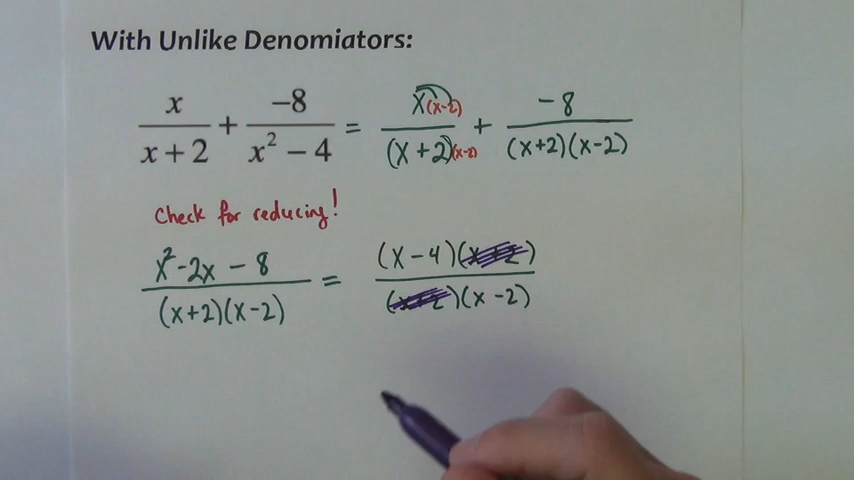 With Unlike Denomiators:
x/(x + 2) + −8/(x² − 4) = x(x-2)/((x+2)(x-2)) + -8/((x+2)(x-2))
Check for reducing!
x²-2x-8/((x+2)(x-2)) = (x-4)(x+2)/((x+2)(x-2))